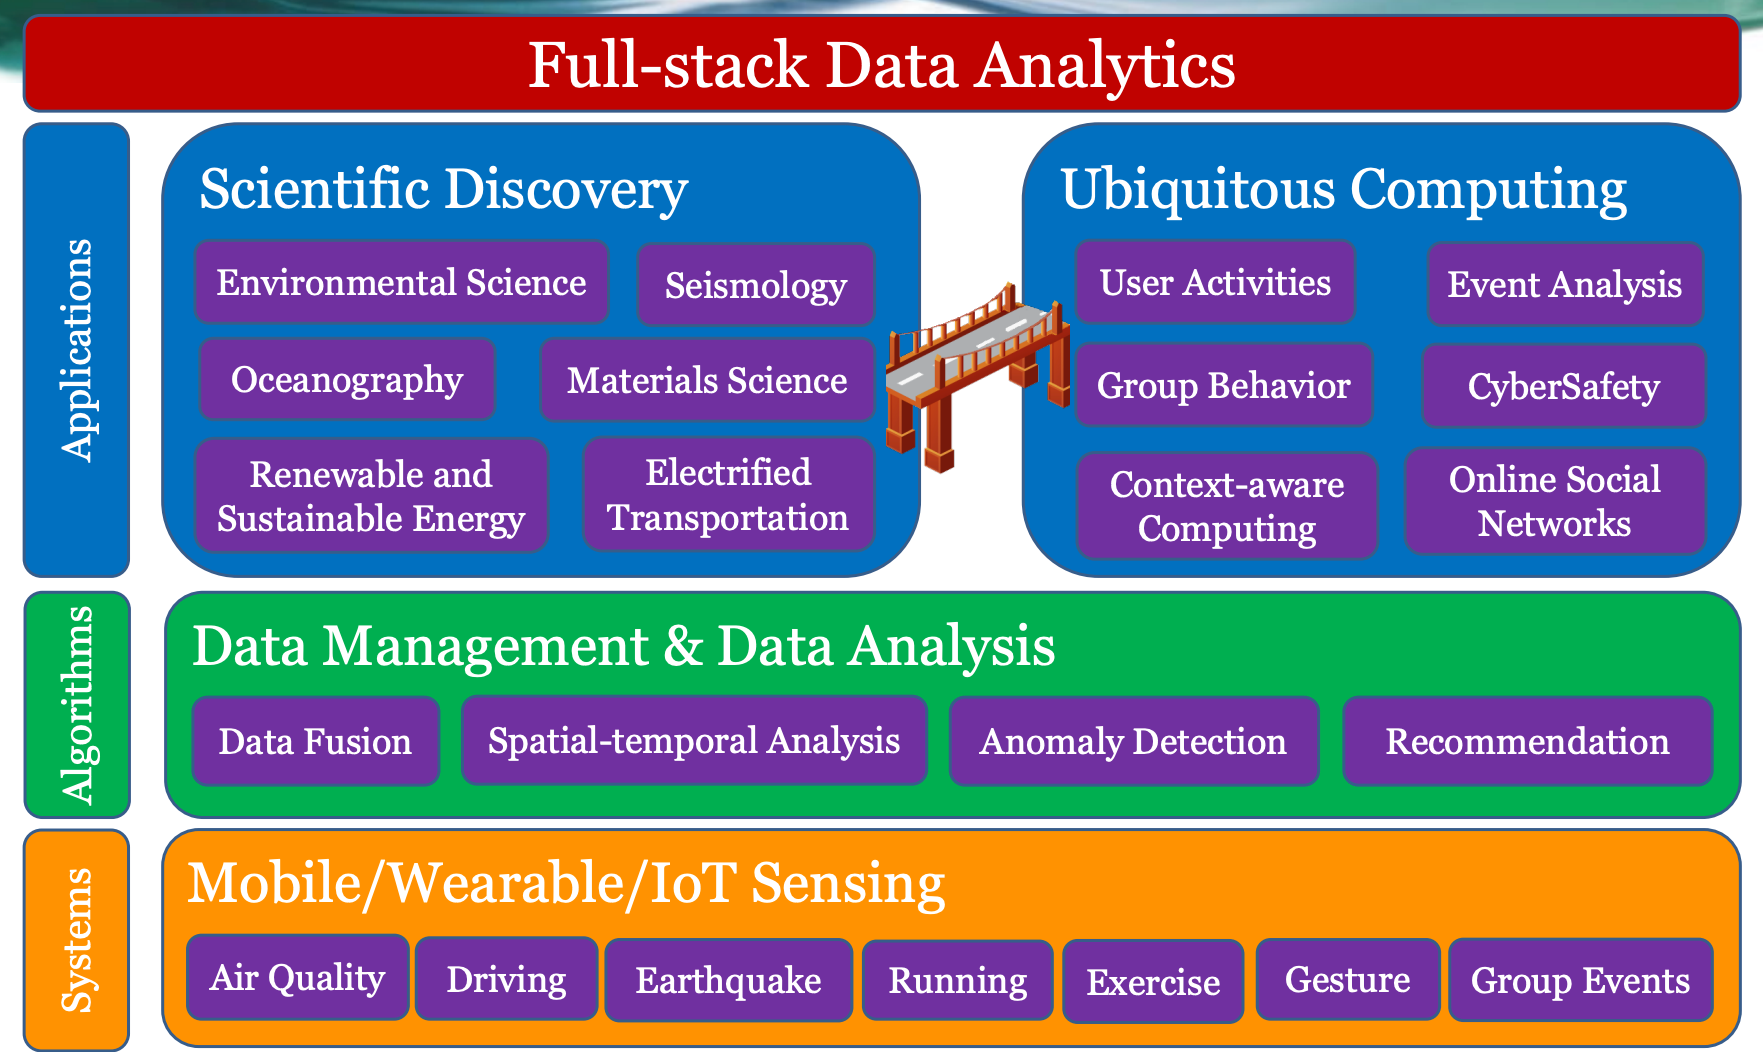 Full-stack Data Analytics
Applications
Scientific Discovery
Environmental Science
Seismology
Oceanography
Materials Science
Renewable and
Sustainable Energy
Electrified
Transportation
Ubiquitous Computing
User Activities
Event Analysis
Group Behavior
CyberSafety
Context-aware
Computing
Online Social
Networks
Algorithms
Data Management & Data Analysis
Data Fusion
Spatial-temporal Analysis
Anomaly Detection
Recommendation
Systems
Mobile/Wearable/IoT Sensing
Air Quality
Driving
Earthquake
Running
Exercise
Gesture
Group Events